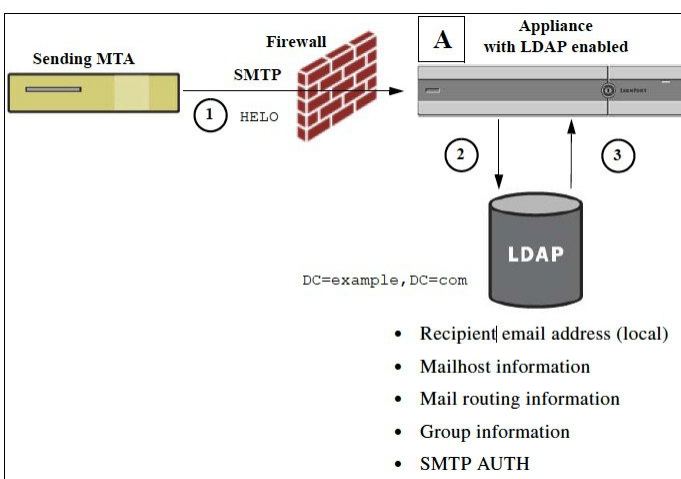 Sending MTA
Firewall
SMTP
1
HELO
A
Appliance
with LDAP enabled
IRONPORT
2
3
LDAP
DC=example,DC=com
• Recipient email address (local)
• Mailhost information
• Mail routing information
• Group information
• SMTP AUTH